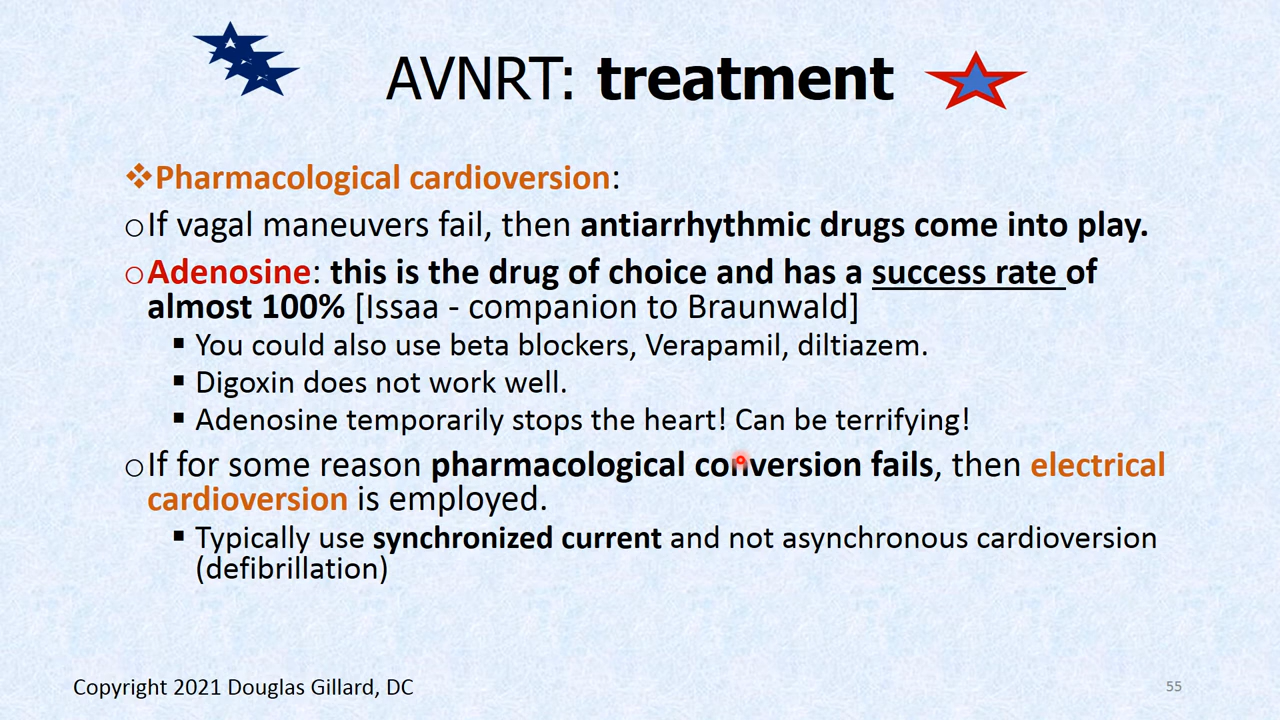 AVNRT: treatment
❖Pharmacological cardioversion:
○If vagal maneuvers fail, then antiarrhythmic drugs come into play.
○Adenosine: this is the drug of choice and has a success rate of
almost 100% [Issaa - companion to Braunwald]
▪ You could also use beta blockers, Verapamil, diltiazem.
▪ Digoxin does not work well.
▪ Adenosine temporarily stops the heart! Can be terrifying!
○If for some reason pharmacological conversion fails, then electrical
cardioversion is employed.
▪ Typically use synchronized current and not asynchronous cardioversion
(defibrillation)
Copyright 2021 Douglas Gillard, DC
55